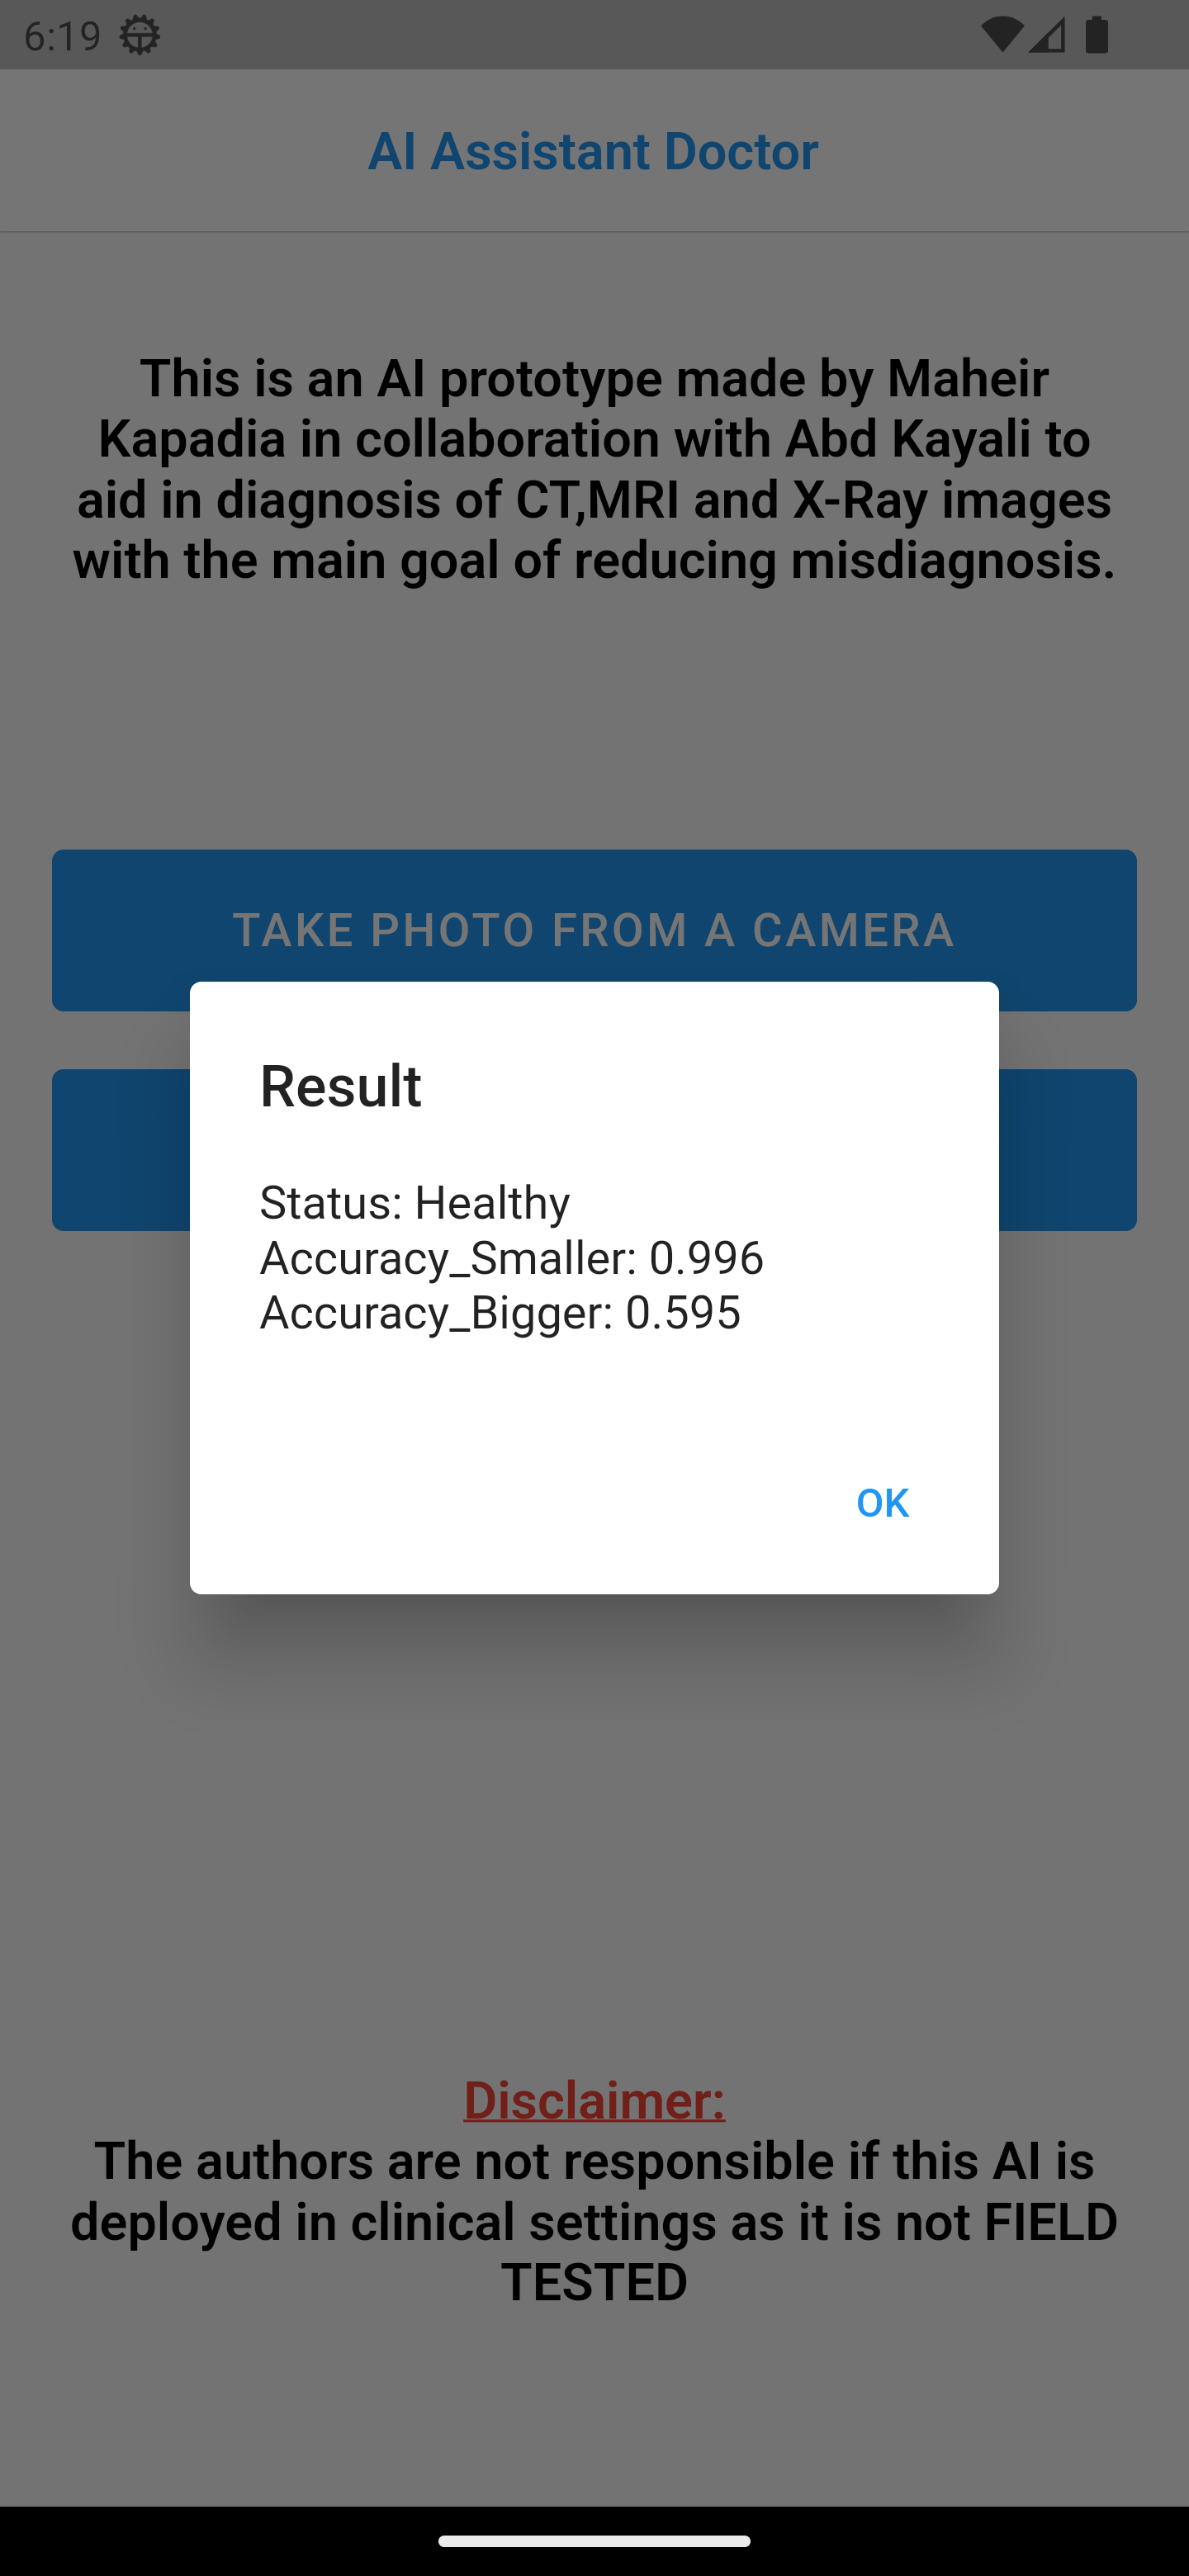 6:19
AI Assistant Doctor
This is an AI prototype made by Maheir
Kapadia in collaboration with Abd Kayali to
aid in diagnosis of CT,MRI and X-Ray images
with the main goal of reducing misdiagnosis.
TAKE PHOTO FROM A CAMERA
Result
Status: Healthy
Accuracy_Smaller: 0.996
Accuracy_Bigger: 0.595
OK
Disclaimer:
The authors are not responsible if this AI is
deployed in clinical settings as it is not FIELD
TESTED